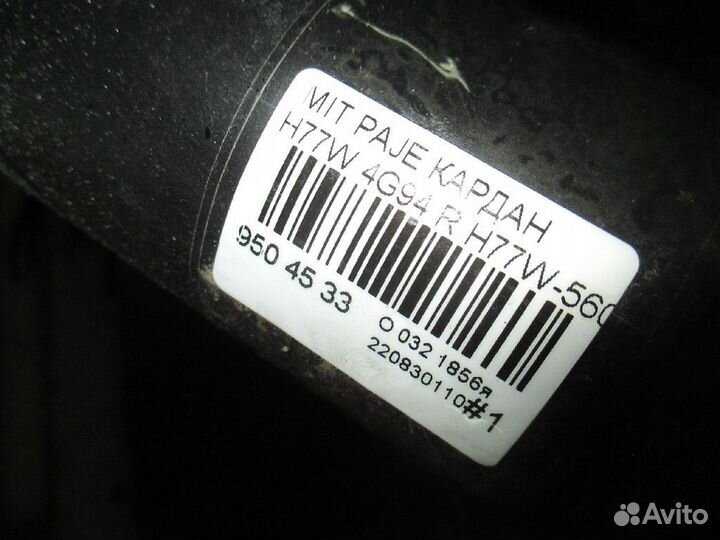 MIT PAJE КАРДАН
H77W 4G94 R H77W-560
950 45 33
O 032 1856я
220830110#1
Avito